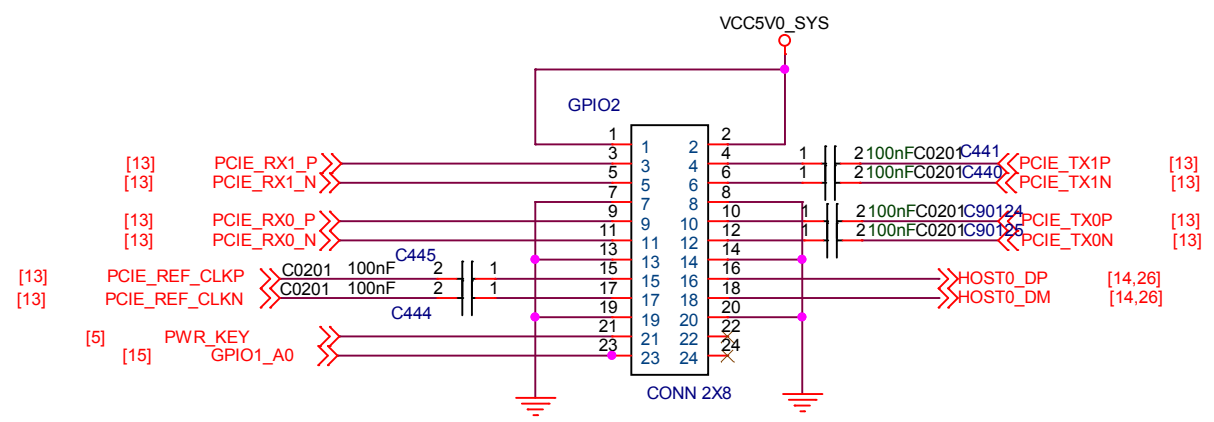 VCC5V0_SYS
GPIO2
1 1 2 2
[13] PCIE_RX1_P 3 3 4 4 1 2 100nF C0201 C441 PCIE_TX1P [13]
[13] PCIE_RX1_N 5 5 6 6 1 2 100nF C0201 C440 PCIE_TX1N [13]
7 7 8 8
[13] PCIE_RX0_P 9 9 10 10 1 2 100nF C0201 C90124 PCIE_TX0P [13]
[13] PCIE_RX0_N 11 11 12 12 1 2 100nF C0201 C90125 PCIE_TX0N [13]
C445 13 13 14 14
[13] PCIE_REF_CLKP C0201 100nF 2 1 15 15 16 16 HOST0_DP [14,26]
[13] PCIE_REF_CLKN C0201 100nF 2 1 17 17 18 18 HOST0_DM [14,26]
C444 19 19 20 20
[5] PWR_KEY 21 21 22 22
[15] GPIO1_A0 23 23 24 24
CONN 2X8